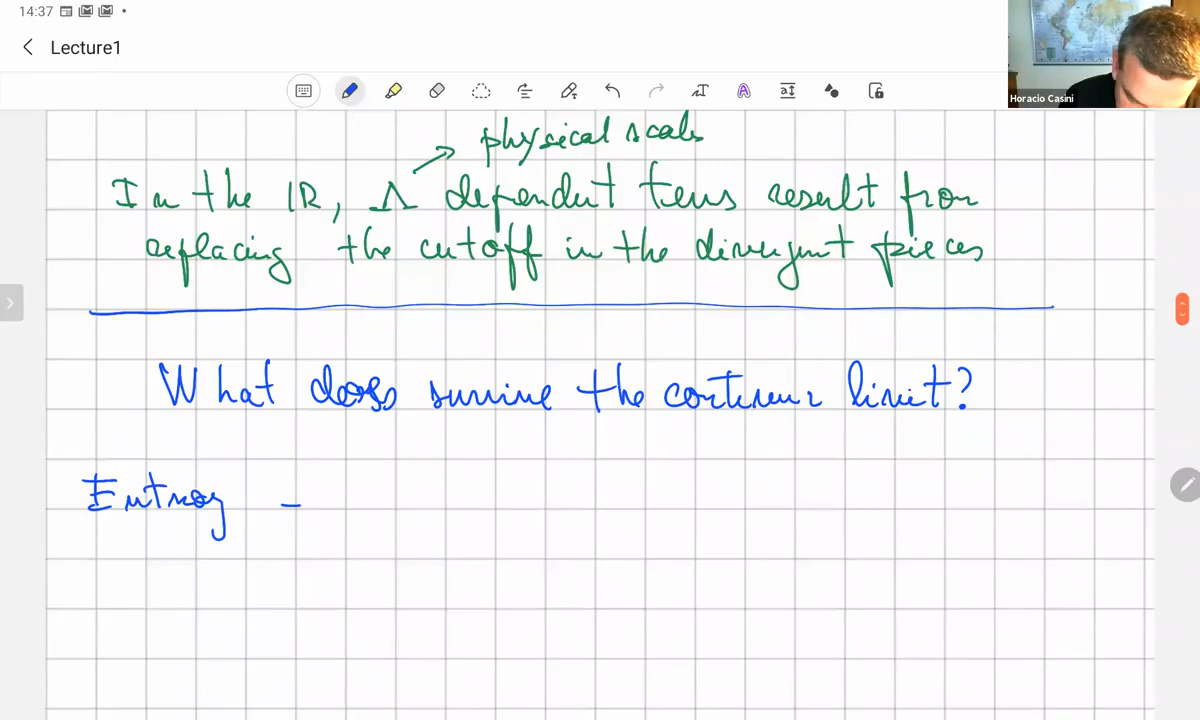 14:37
Lecture1
Horacio Casini
physical scale
In the IR, Λ dependent terms result from
replacing the cutoff in the divergent pieces
What does survive the continuum limit?
Entropy –